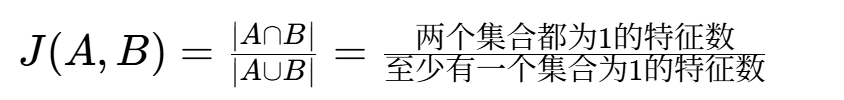 J(A, B) = |A∩B| / |A∪B| = 两个集合都为1的特征数 / 至少有一个集合为1的特征数